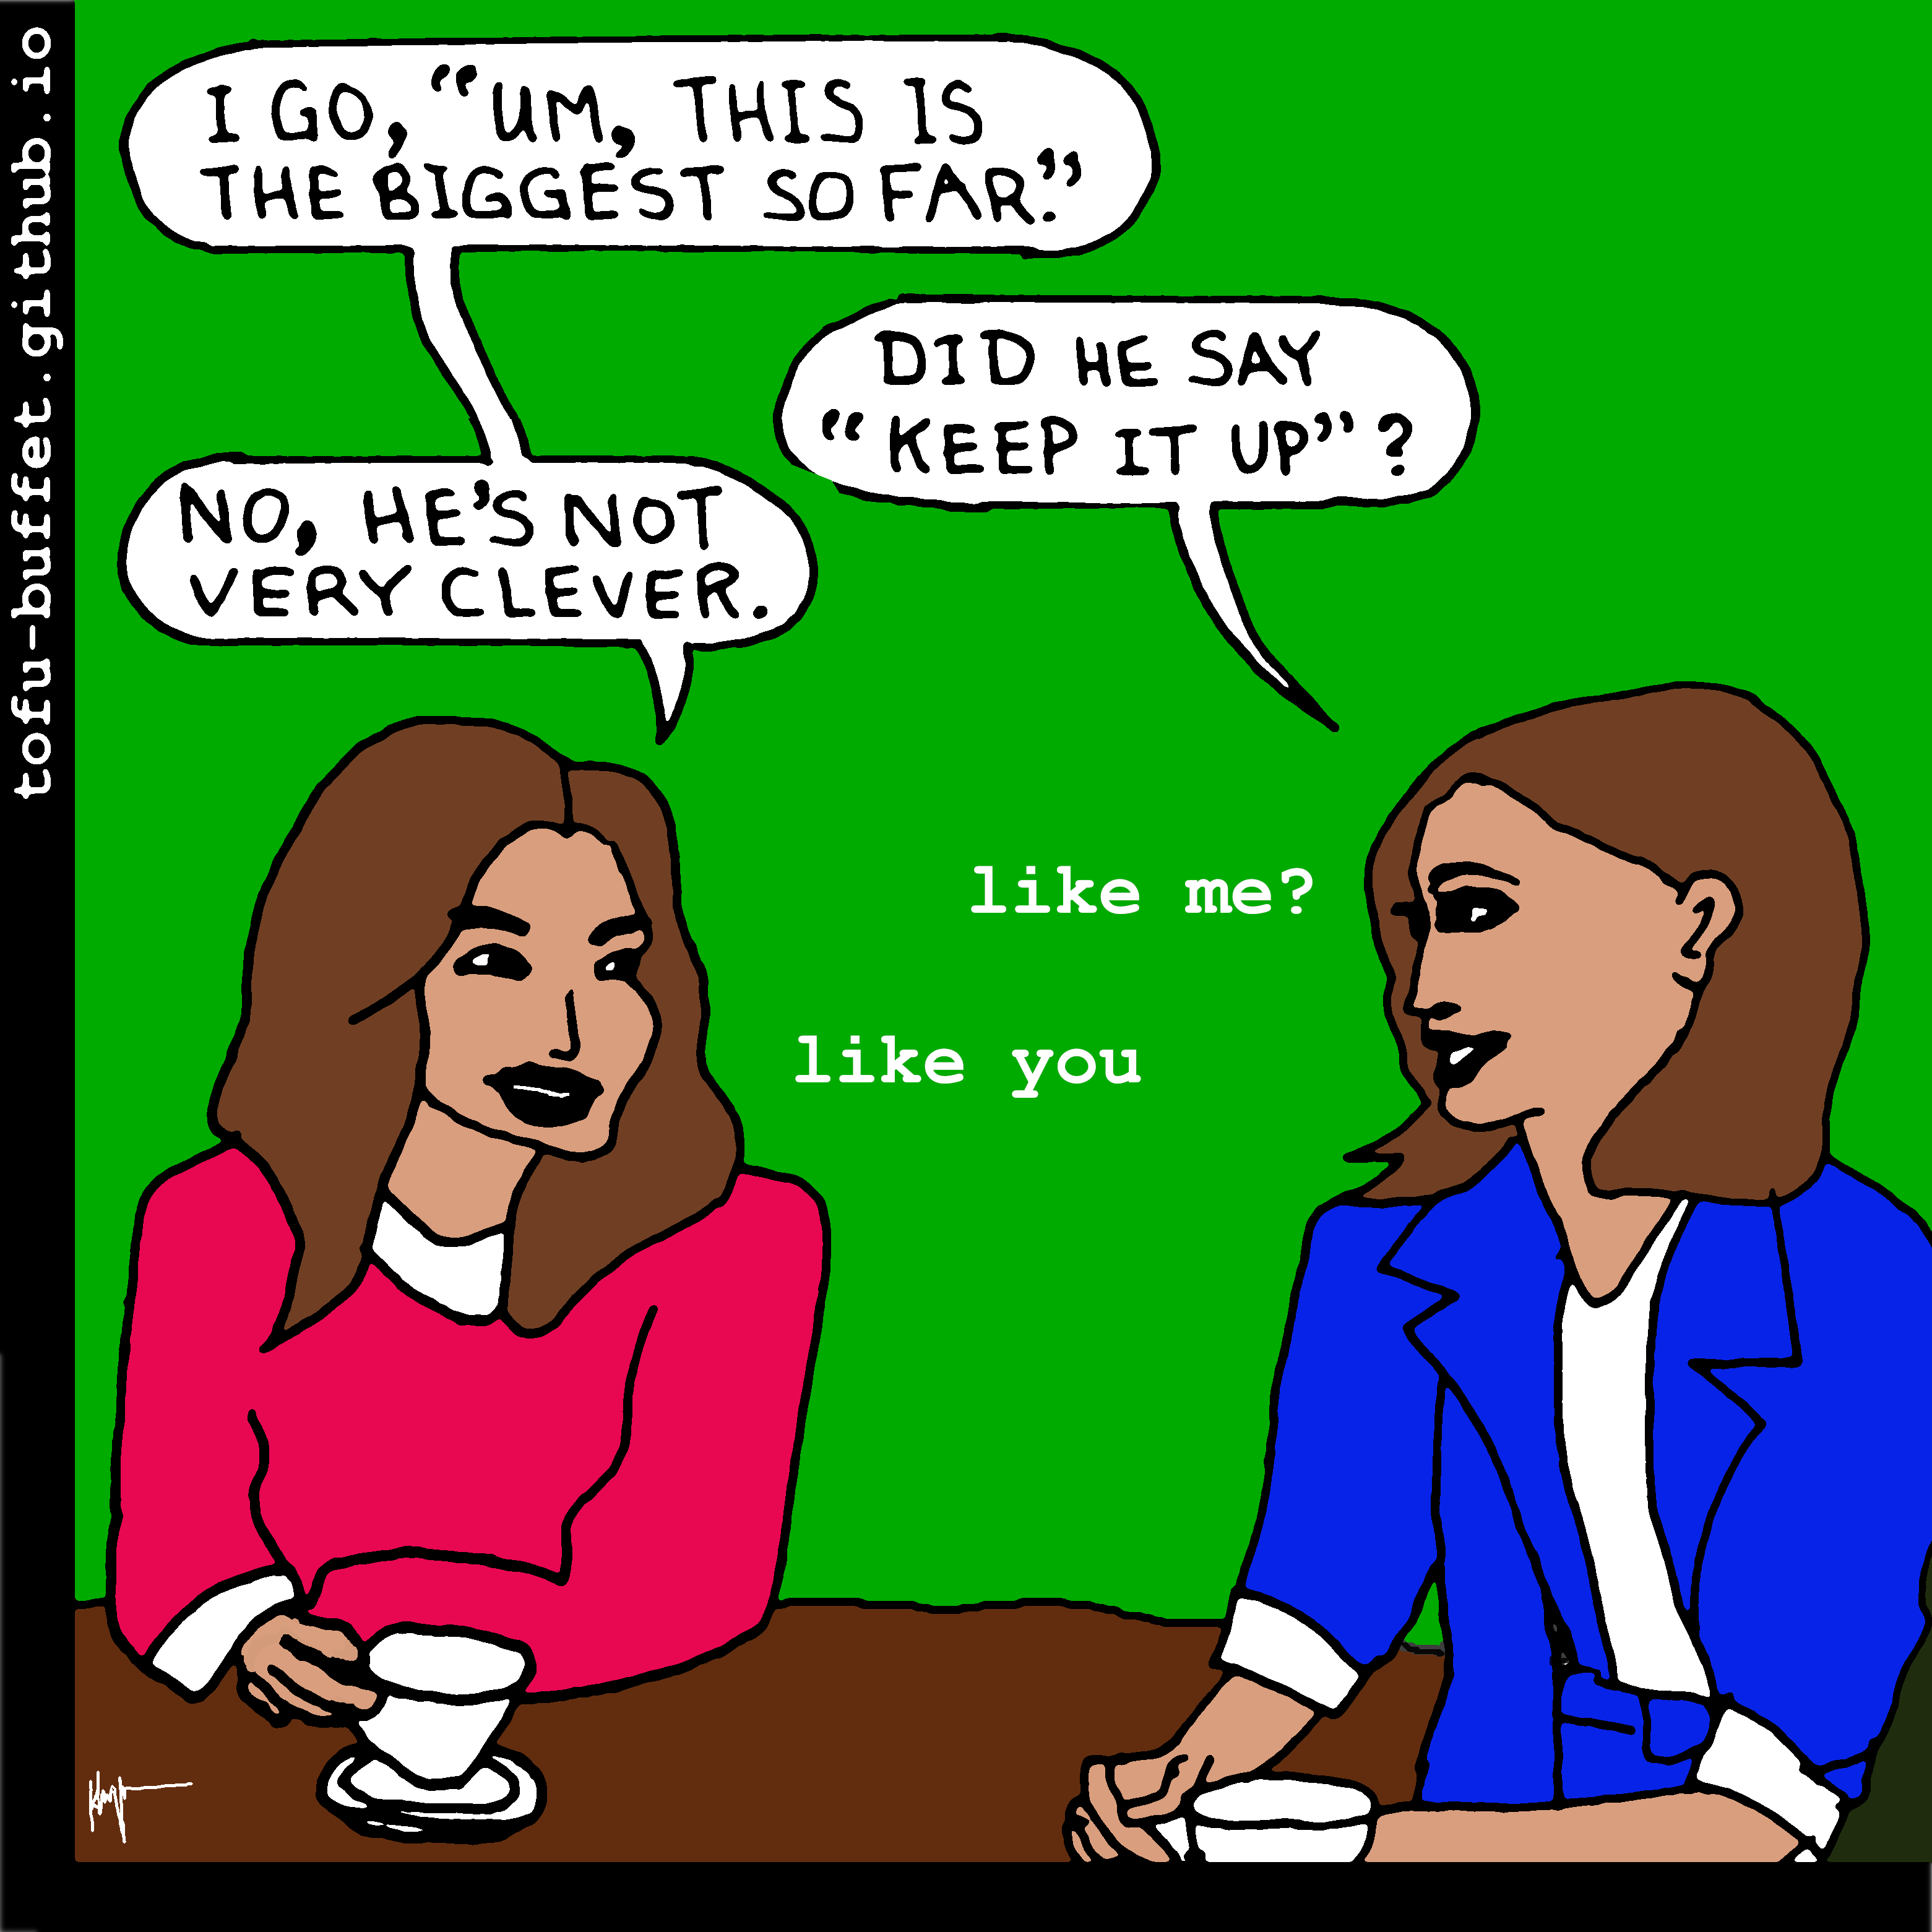 tofu-buffet.github.io
I GO, “UM, THIS IS
THE BIGGEST SO FAR.”
DID HE SAY
“KEEP IT UP”?
NO, HE'S NOT
VERY CLEVER.
like me?
like you